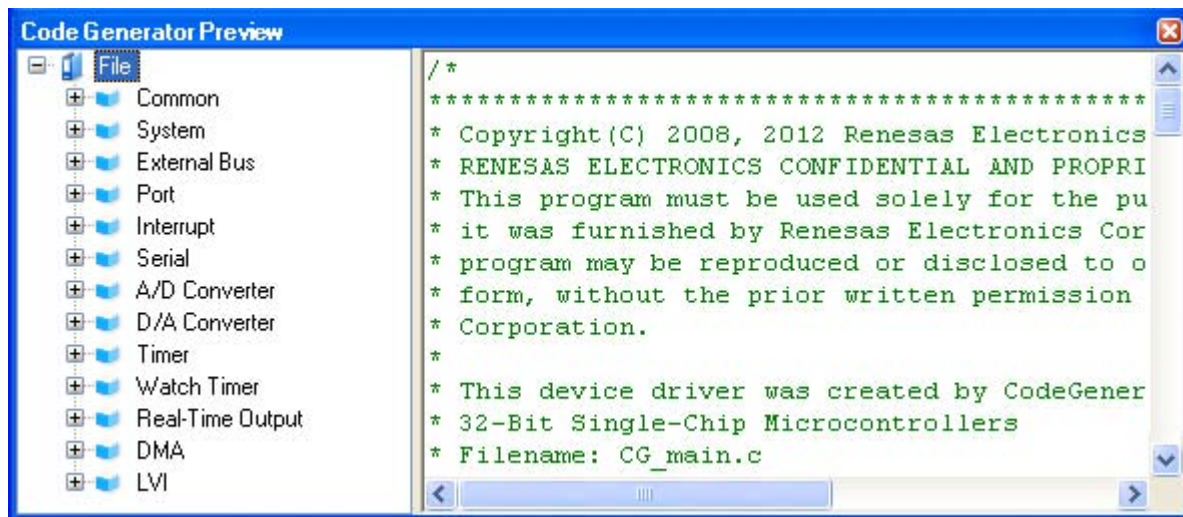 Code Generator Preview
File
Common
System
External Bus
Port
Interrupt
Serial
A/D Converter
D/A Converter
Timer
Watch Timer
Real-Time Output
DMA
LVI
/*
*********************************************
* Copyright(C) 2008, 2012 Renesas Electronics
* RENESAS ELECTRONICS CONFIDENTIAL AND PROPRI
* This program must be used solely for the pu
* it was furnished by Renesas Electronics Cor
* program may be reproduced or disclosed to o
* form, without the prior written permission
* Corporation.
*
* This device driver was created by CodeGener
* 32-Bit Single-Chip Microcontrollers
* Filename: CG_main.c